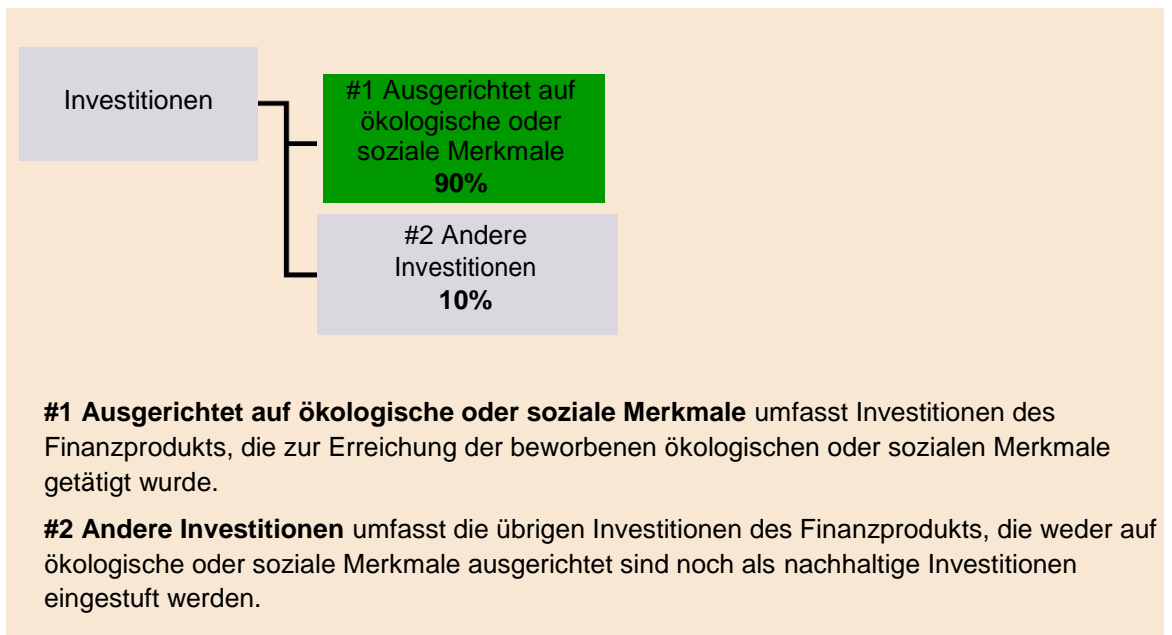 Investitionen
#1 Ausgerichtet auf
ökologische oder
soziale Merkmale
90%
#2 Andere
Investitionen
10%
#1 Ausgerichtet auf ökologische oder soziale Merkmale umfasst Investitionen des
Finanzprodukts, die zur Erreichung der beworbenen ökologischen oder sozialen Merkmale
getätigt wurde.
#2 Andere Investitionen umfasst die übrigen Investitionen des Finanzprodukts, die weder auf
ökologische oder soziale Merkmale ausgerichtet sind noch als nachhaltige Investitionen
eingestuft werden.